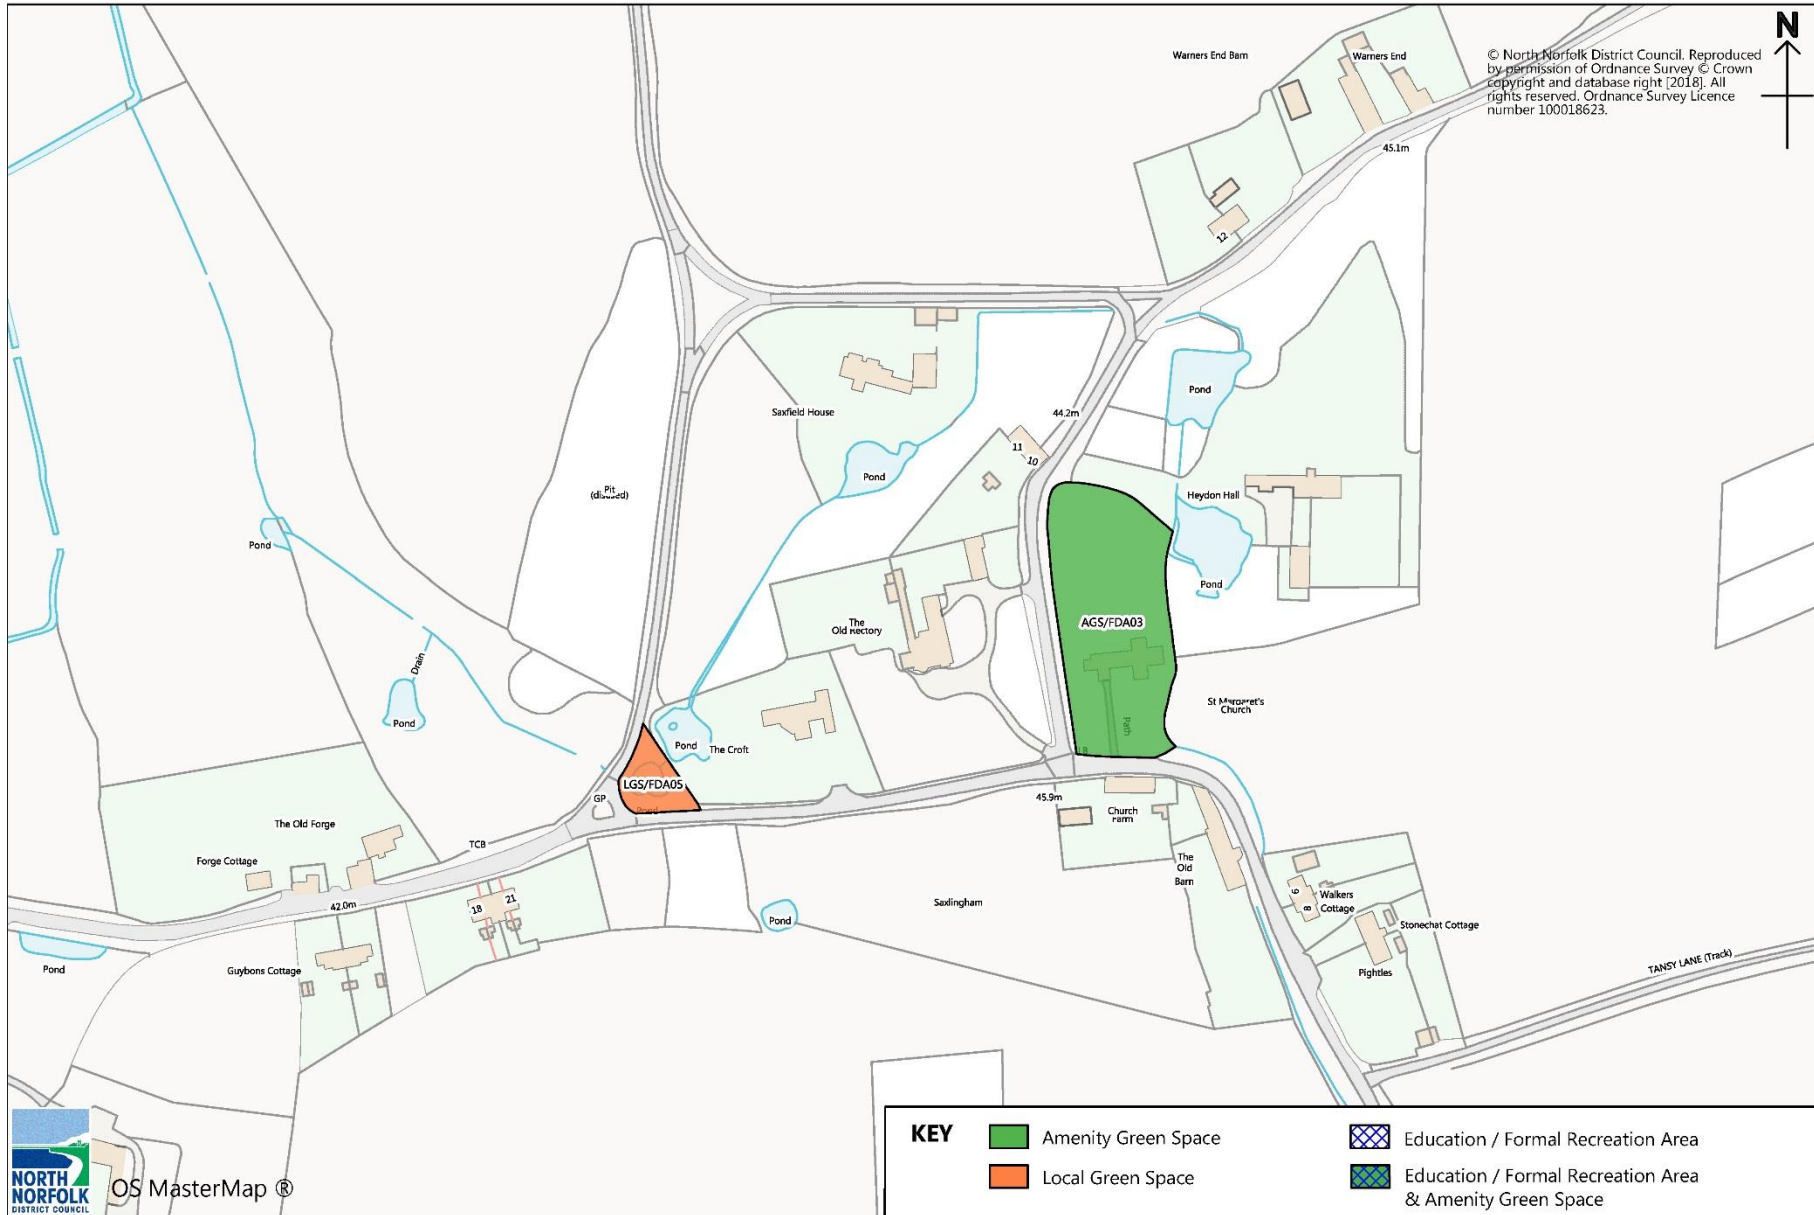 N
© North Norfolk District Council. Reproduced
by permission of Ordnance Survey © Crown
copyright and database right [2018]. All
rights reserved. Ordnance Survey Licence
number 100018623.
Warners End Barn
Warners End
45.1m
12
Saxfield House
44.2m
Pond
11
10
Pond
Pit
(disused)
Heydon Hall
Pond
Pond
The
Old Rectory
AGS/FDA03
Drain
Pond
St Margaret's
Church
Path
Pond
The Croft
LB
LGS/FDA05
Pond
GP
45.9m
Church
Farm
The Old Forge
TCB
Forge Cottage
The
Old
Barn
42.0m
18
21
Saxlingham
9
8
Walkers
Cottage
Pond
Stonechat Cottage
Pond
Guybons Cottage
Pightles
TANSY LANE (Track)
KEY
Amenity Green Space
Education / Formal Recreation Area
Local Green Space
Education / Formal Recreation Area
& Amenity Green Space
NORTH
NORFOLK
DISTRICT COUNCIL
OS MasterMap ®